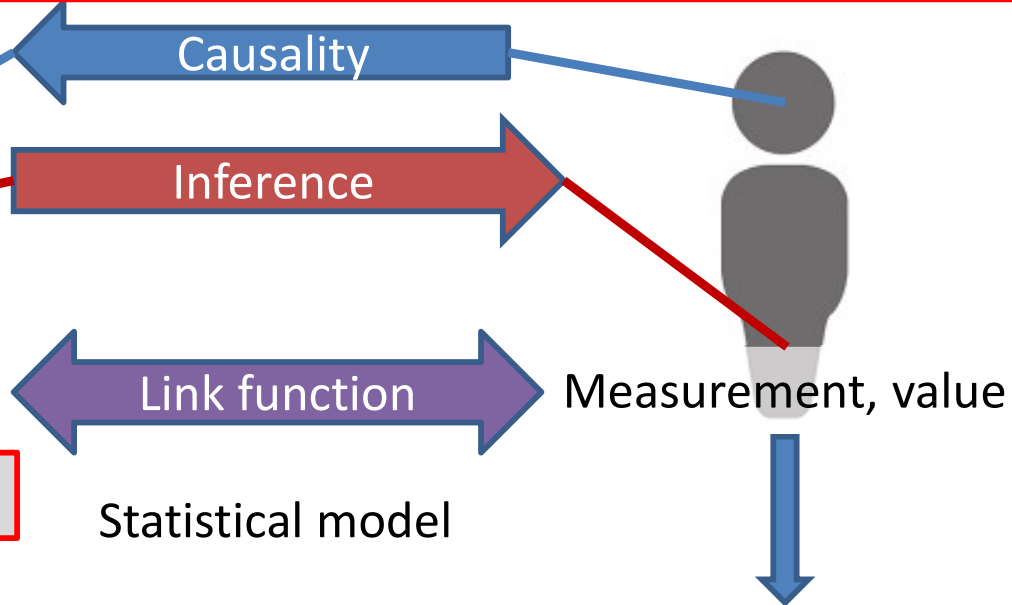 Causality
Inference
Link function
Measurement, value
Statistical model